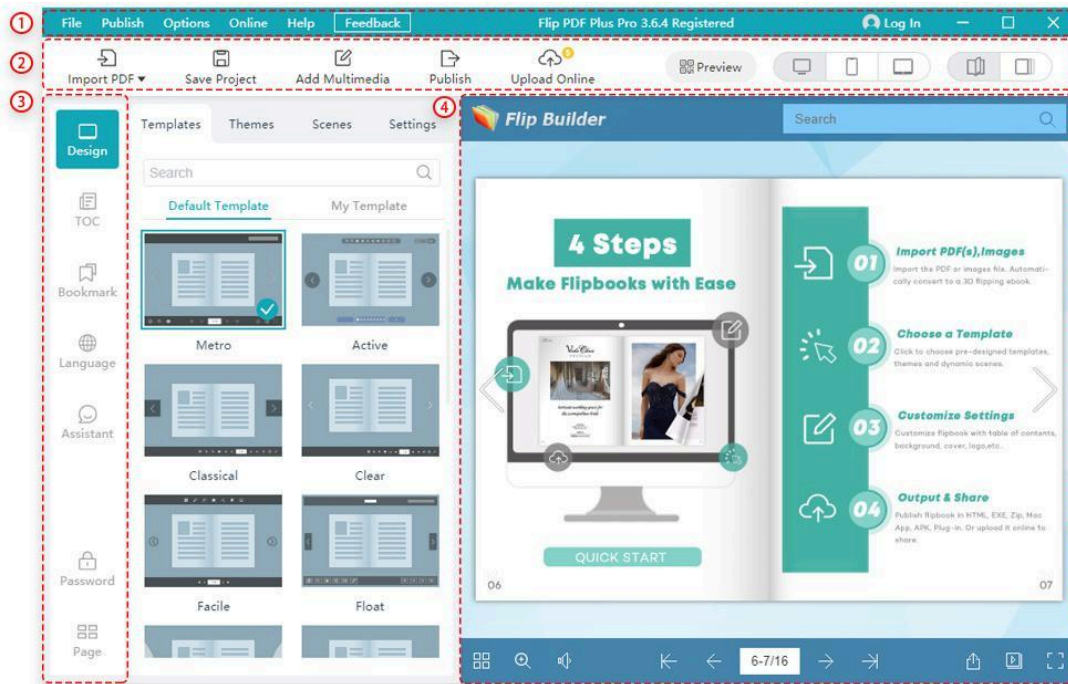 ① File Publish Options Online Help Feedback Flip PDF Plus Pro 3.6.4 Registered Log In
② Import PDF Save Project Add Multimedia Publish Upload Online Preview
③
Design
TOC
Bookmark
Language
Assistant
Password
Page
Templates Themes Scenes Settings
Search
Default Template My Template
Metro Active
Classical Clear
Facile Float
④ Flip Builder Search
4 Steps
Make Flipbooks with Ease
QUICK START
06
01 Import PDF(s),Images
Import the PDF or images file. Automati-
cally convert to a 3D flipping ebook.
02 Choose a Template
Click to choose pre-designed templates,
themes and dynamic scenes.
03 Customize Settings
Customize flipbook with table of contents,
background, cover, logo,etc..
04 Output & Share
Publish flipbook in HTML, EXE, Zip, Mac
App, APK, Plug-in. Or upload it online to
share.
07
6-7/16